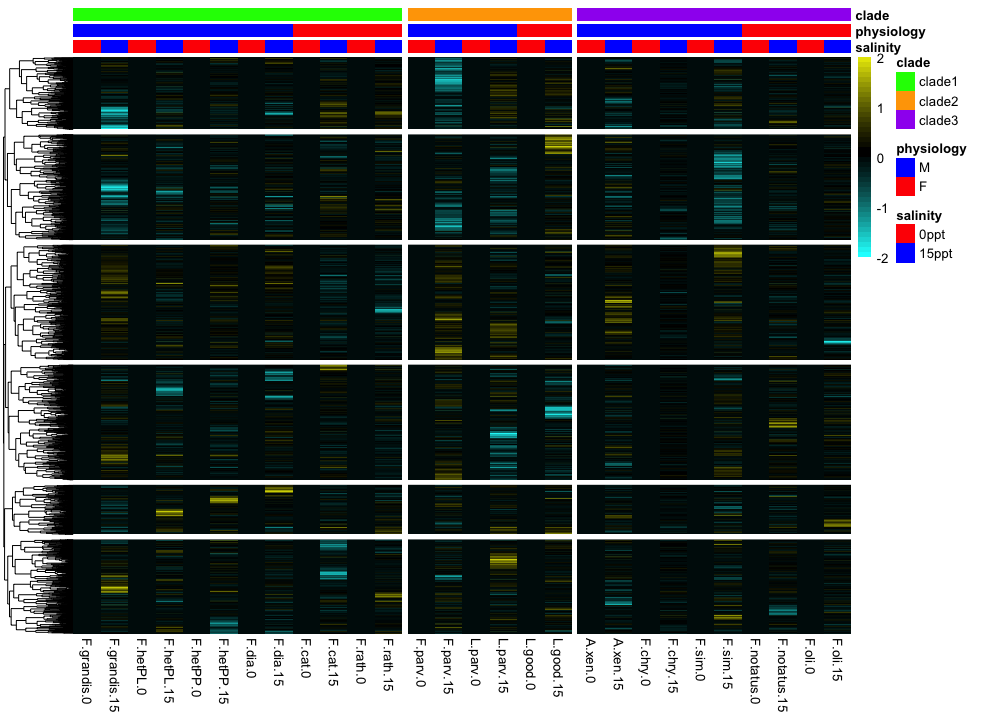 clade
physiology
salinity
2
1
0
-1
-2
clade
clade1
clade2
clade3
physiology
M
F
salinity
0ppt
15ppt
F.grandis.0
F.grandis.15
F.hetPL.0
F.hetPL.15
F.hetPP.0
F.hetPP.15
F.dia.0
F.dia.15
F.cat.0
F.cat.15
F.rath.0
F.rath.15
F.parv.0
F.parv.15
L.parv.0
L.parv.15
L.good.0
L.good.15
A.xen.0
A.xen.15
F.chry.0
F.chry.15
F.sim.0
F.sim.15
F.notatus.0
F.notatus.15
F.oli.0
F.oli.15